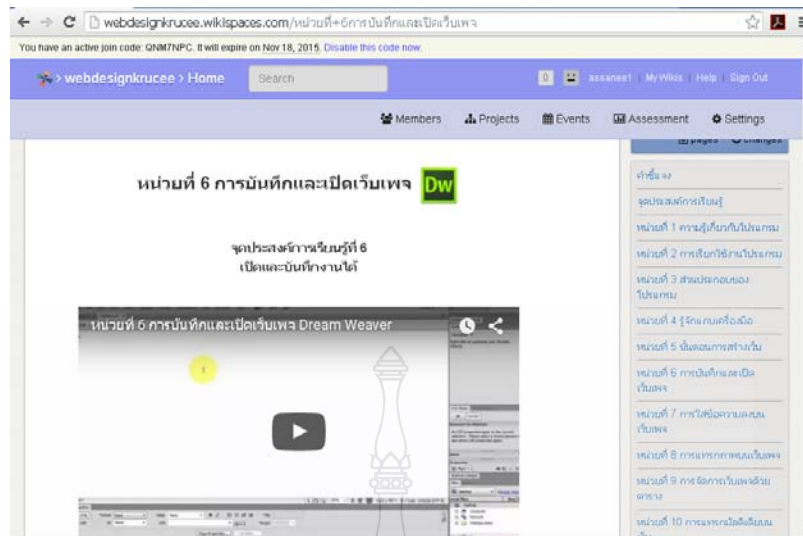 webdesignkrucee.wikispaces.com/หน่วยที่+6การบันทึกและเปิดเว็บเพจ
You have an active join code: QNM7NPC. It will expire on Nov 18, 2015. Disable this code now.
webdesignkrucee › Home
Search
0
assaneet
My Wikis
Help
Sign Out
Members
Projects
Events
Assessment
Settings
pages
changes
หน่วยที่ 6 การบันทึกและเปิดเว็บเพจ Dw
จุดประสงค์การเรียนรู้ที่ 6
เปิดและบันทึกงานได้
หน่วยที่ 6 การบันทึกและเปิดเว็บเพจ Dream Weaver
คำชี้แจง
จุดประสงค์การเรียนรู้
หน่วยที่ 1 ความรู้เกี่ยวกับโปรแกรม
หน่วยที่ 2 การเรียกใช้งานโปรแกรม
หน่วยที่ 3 ส่วนประกอบของ
โปรแกรม
หน่วยที่ 4 รู้จักแถบเครื่องมือ
หน่วยที่ 5 ขั้นตอนการสร้างเว็บ
หน่วยที่ 6 การบันทึกและเปิด
เว็บเพจ
หน่วยที่ 7 การใส่ข้อความลงบน
เว็บเพจ
หน่วยที่ 8 การแทรกภาพบนเว็บเพจ
หน่วยที่ 9 การจัดการเว็บเพจด้วย
ตาราง
หน่วยที่ 10 การแทรกมัลติมีเดียบน